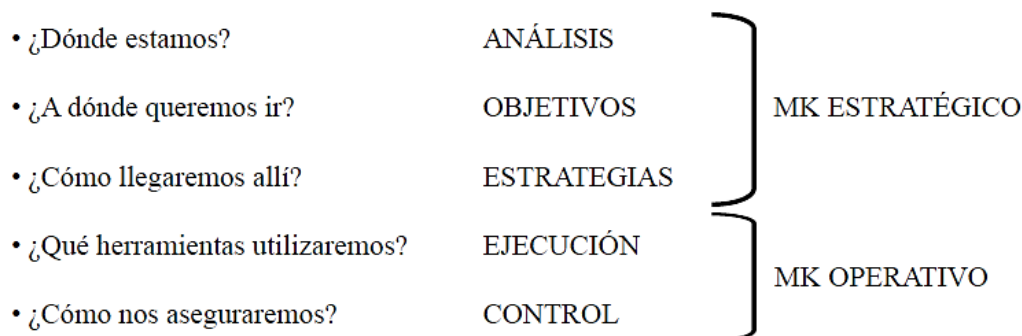 • ¿Dónde estamos? ANÁLISIS
• ¿A dónde queremos ir? OBJETIVOS MK ESTRATÉGICO
• ¿Cómo llegaremos allí? ESTRATEGIAS
• ¿Qué herramientas utilizaremos? EJECUCIÓN
MK OPERATIVO
• ¿Cómo nos aseguraremos? CONTROL